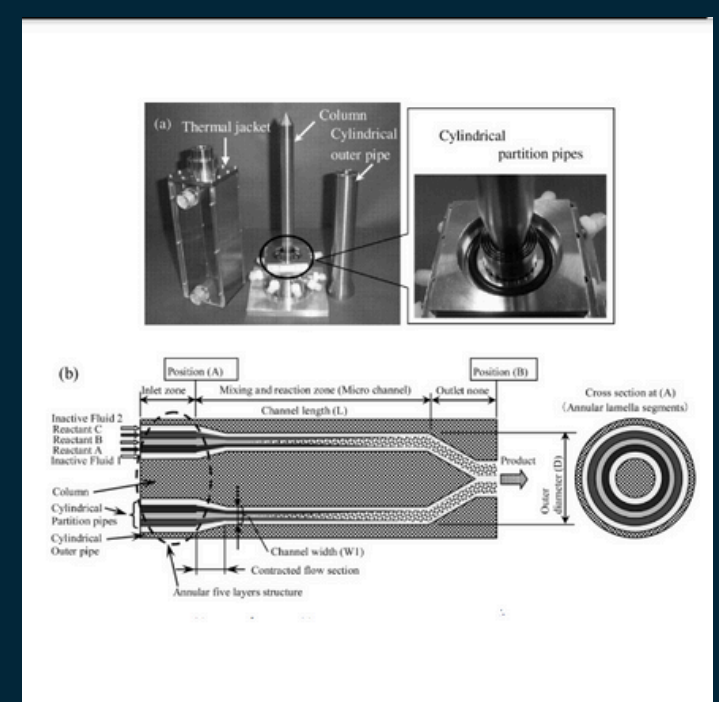 (a) Thermal jacket
Column
Cylindrical
outer pipe
Cylindrical
partition pipes
(b)
Position (A)
Position (B)
Inlet zone
Mixing and reaction zone (Micro channel)
Outlet none
Channel length (L)
Cross section at (A)
(Annular lamella segments)
Inactive Fluid 2
Reactant C
Reactant B
Reactant A
Inactive Fluid 1
Product
Outer
diameter (D)
Column
Cylindrical
Partition pipes
Cylindrical
Outer pipe
Channel width (W1)
Contracted flow section
Annular five layers structure